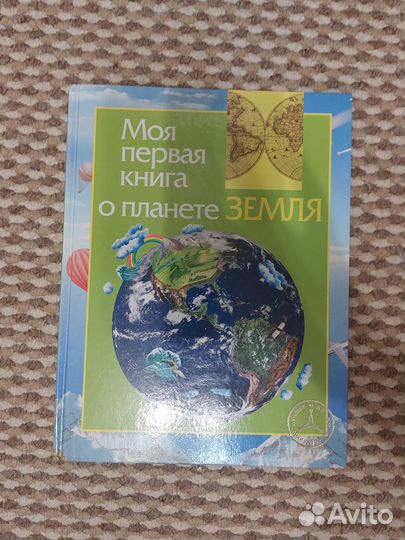 Моя
первая
книга
о планете ЗЕМЛЯ
Avito